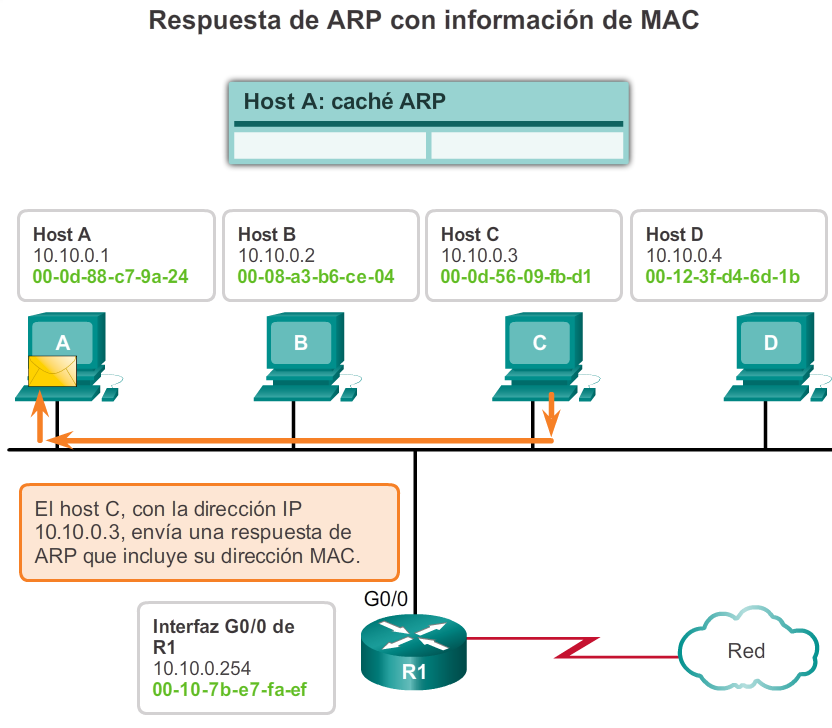 Respuesta de ARP con información de MAC
Host A: caché ARP
Host A
10.10.0.1
00-0d-88-c7-9a-24
Host B
10.10.0.2
00-08-a3-b6-ce-04
Host C
10.10.0.3
00-0d-56-09-fb-d1
Host D
10.10.0.4
00-12-3f-d4-6d-1b
A
B
C
D
El host C, con la dirección IP
10.10.0.3, envía una respuesta de
ARP que incluye su dirección MAC.
G0/0
Interfaz G0/0 de
R1
10.10.0.254
00-10-7b-e7-fa-ef
R1
Red